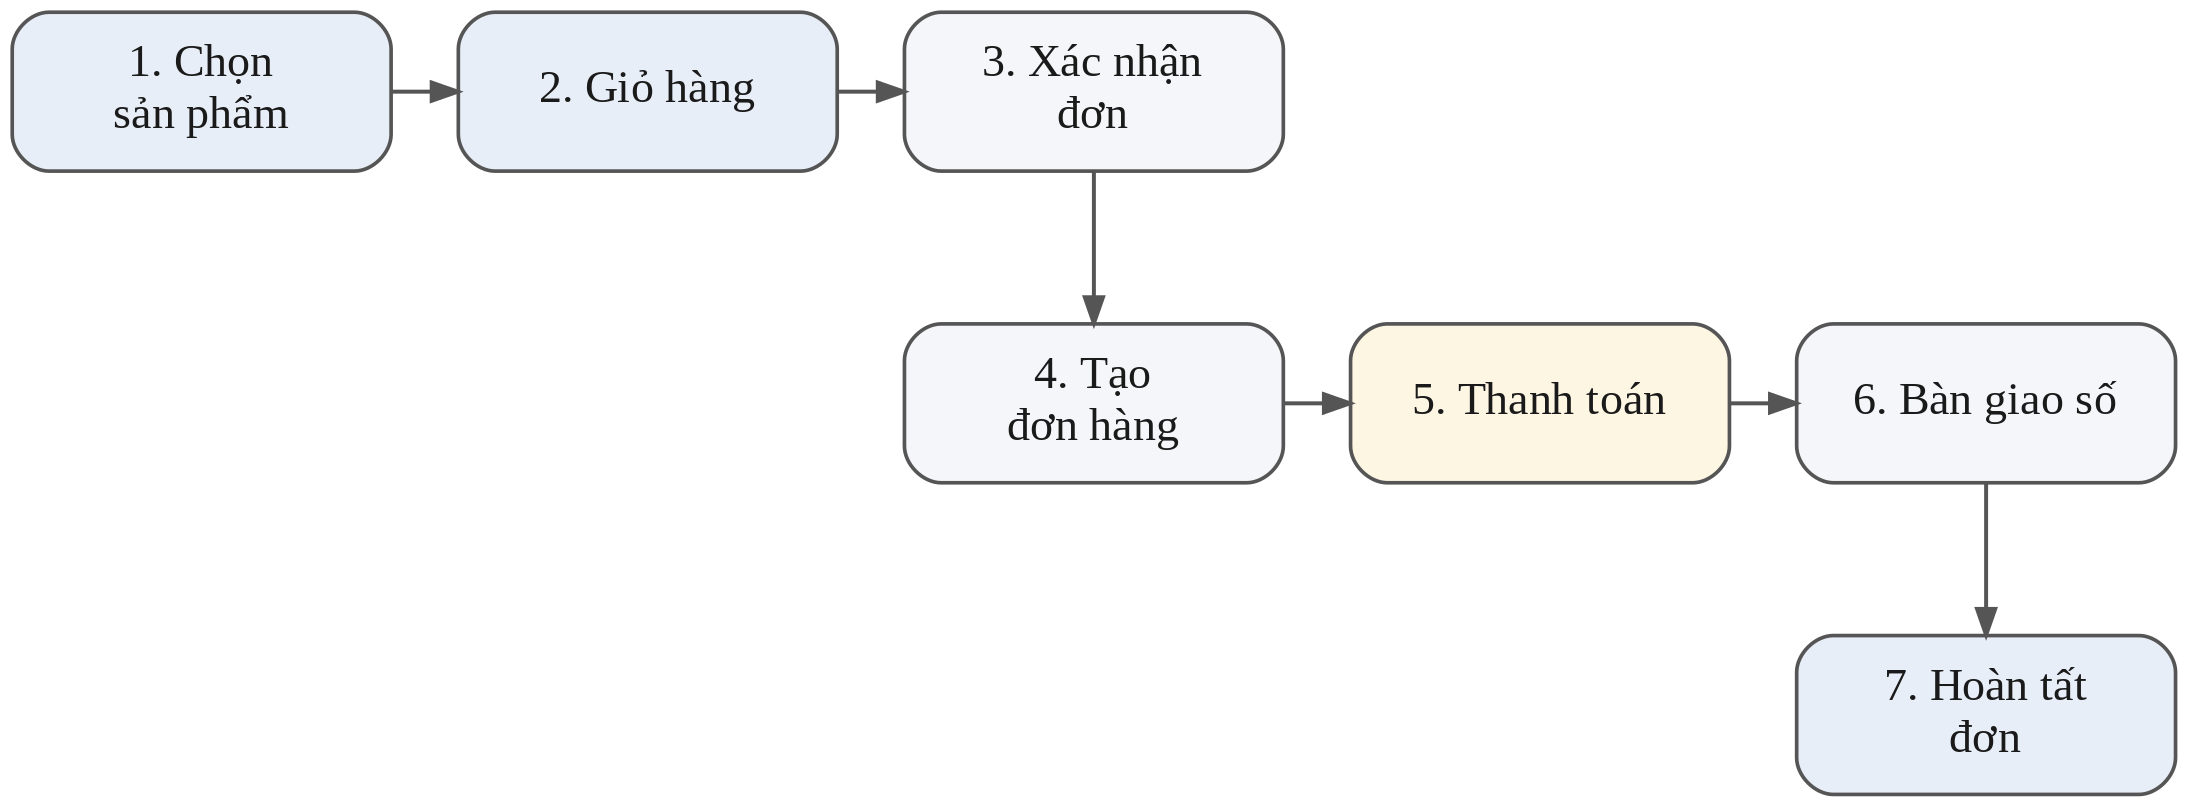 1. Chọn
sản phẩm
2. Giỏ hàng
3. Xác nhận
đơn
4. Tạo
đơn hàng
5. Thanh toán
6. Bàn giao số
7. Hoàn tất
đơn